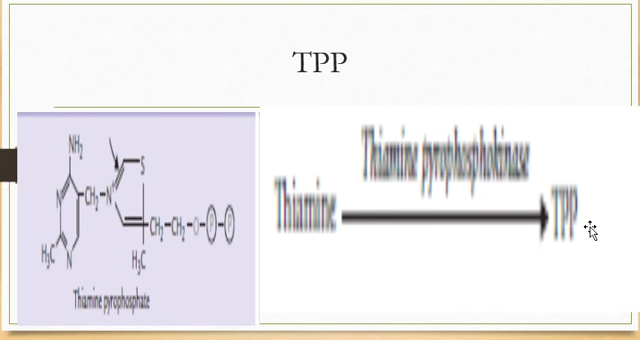 TPP
NH₂
S
N
CH₂
N⁺
CH₂
CH₂
O
P
P
H₃C
N
H₃C
Thiamine pyrophosphate
Thiamine pyrophosphokinase
Thiamine
TPP